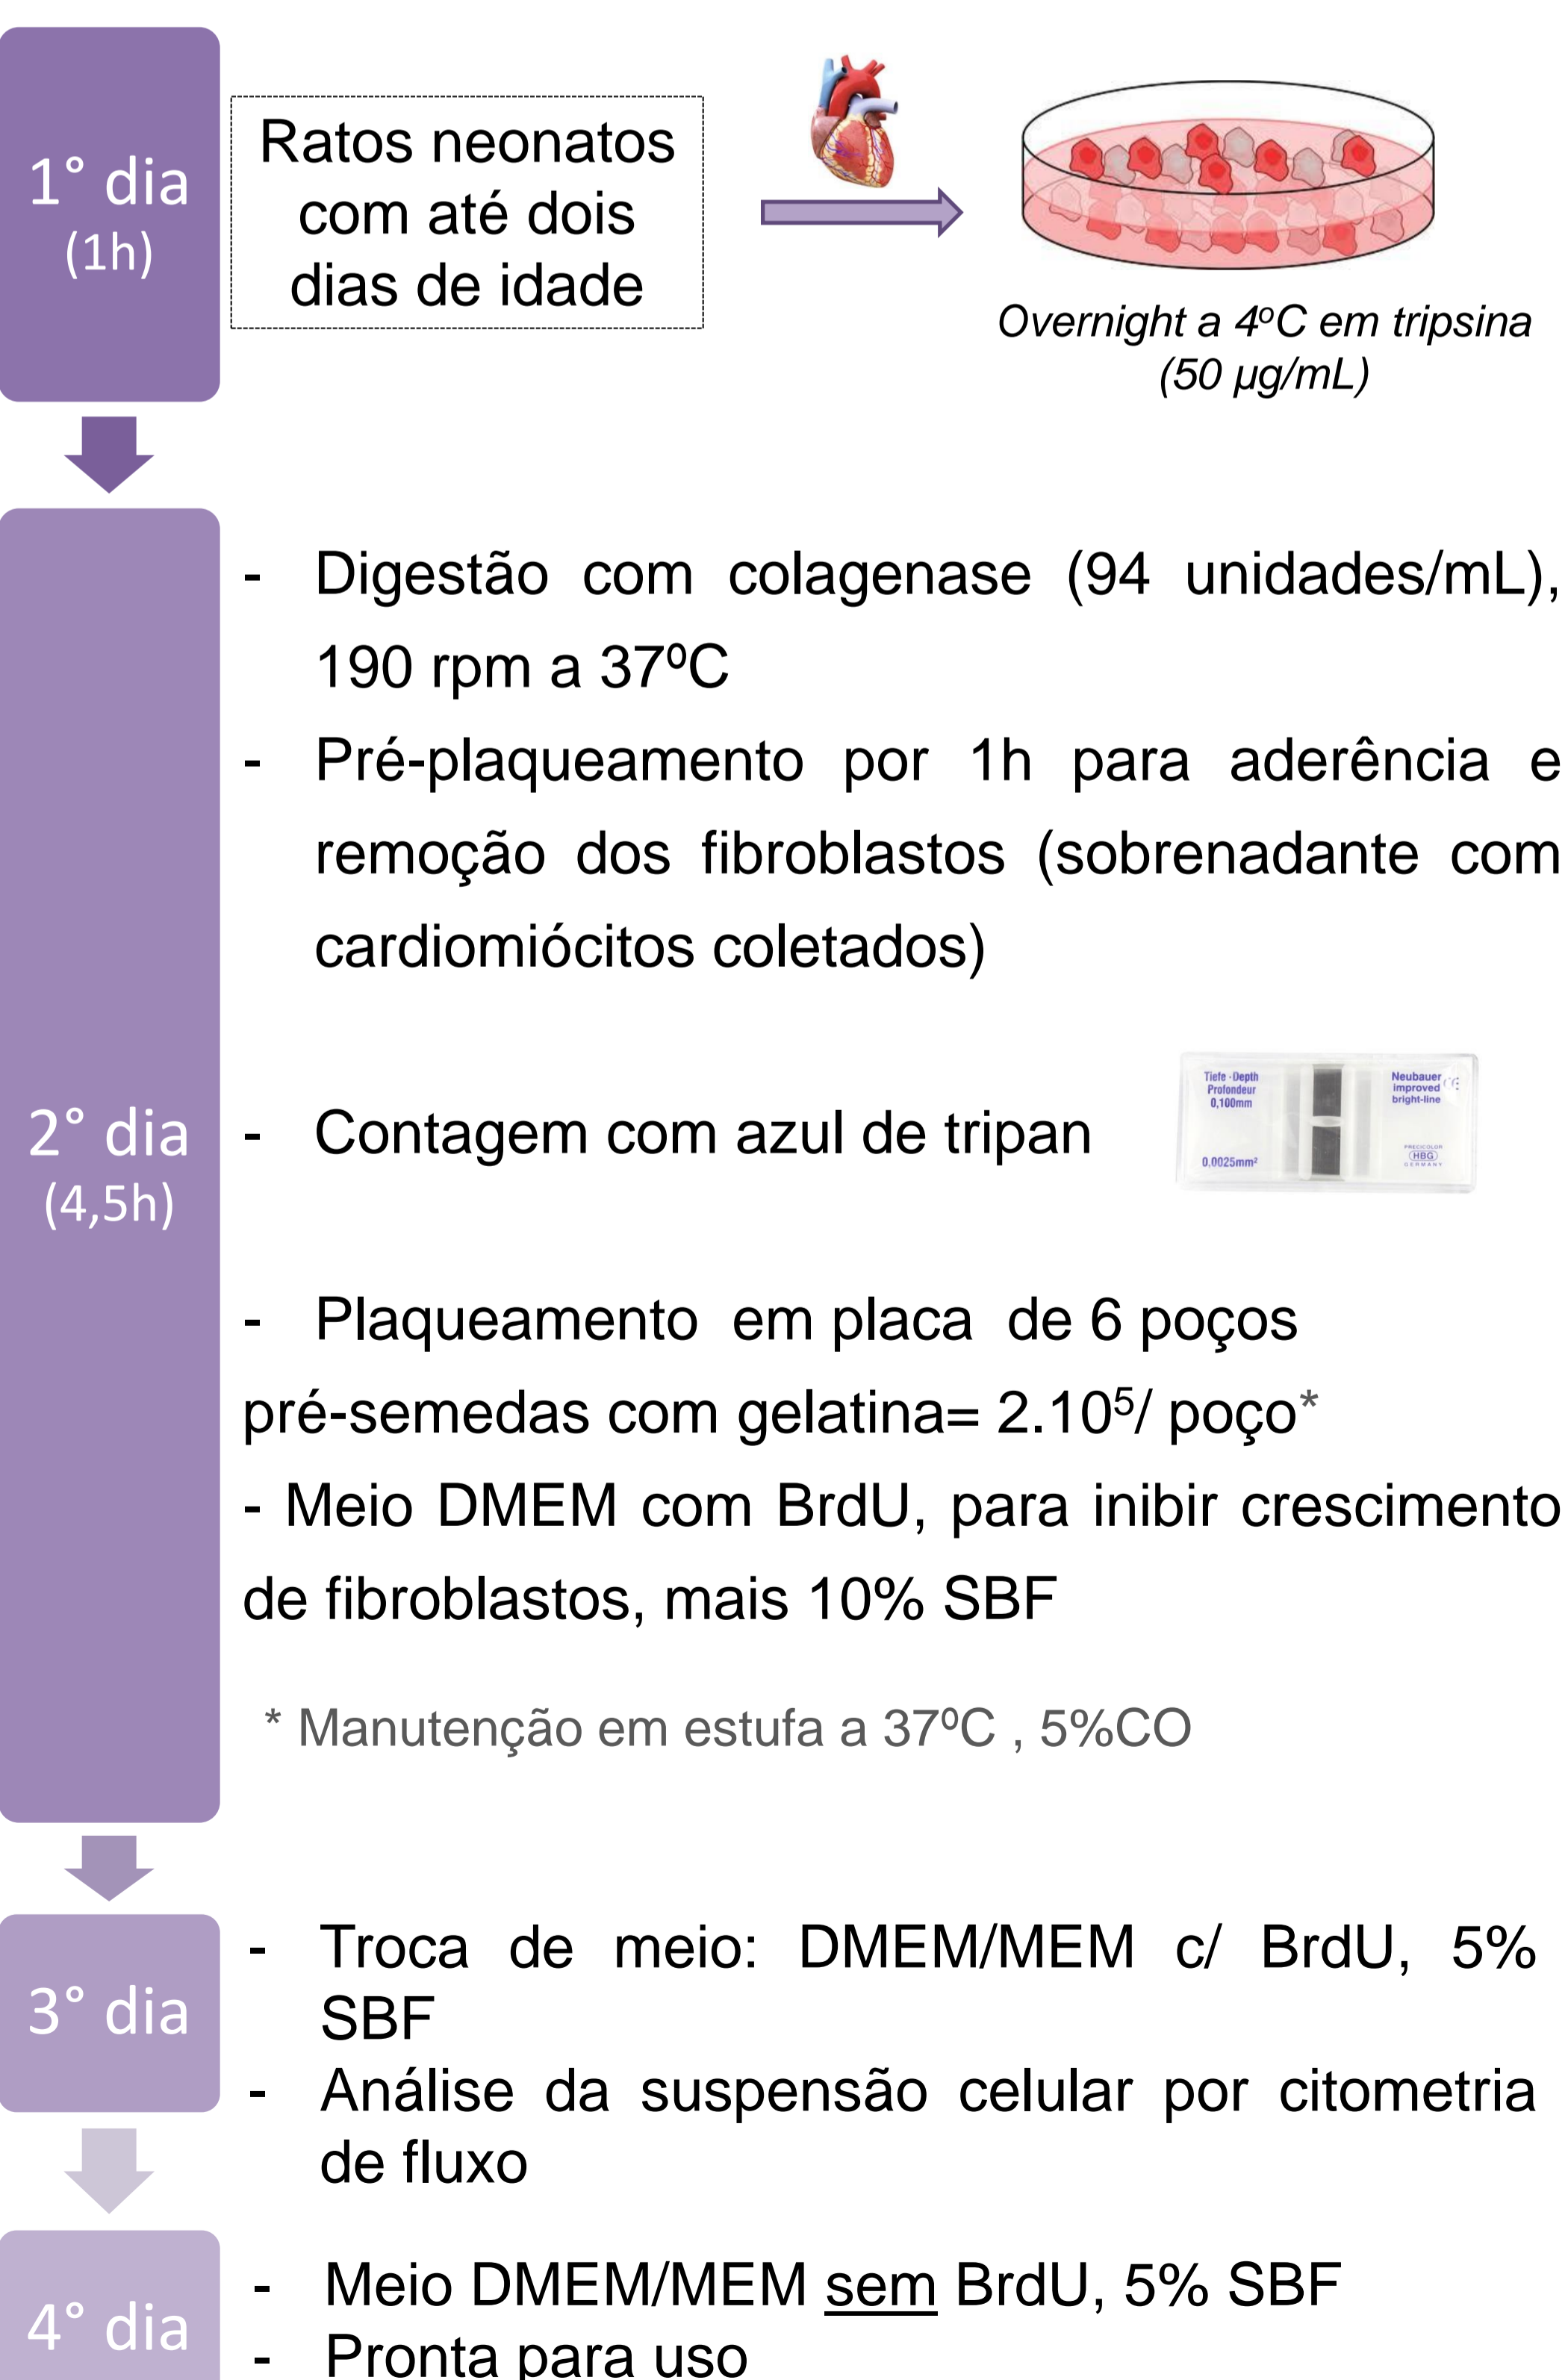 1° dia
(1h)
Ratos neonatos
com até dois
dias de idade
Overnight a 4ºC em tripsina
(50 µg/mL)
2° dia
(4,5h)
- Digestão com colagenase (94 unidades/mL),
190 rpm a 37ºC
- Pré-plaqueamento por 1h para aderência e
remoção dos fibroblastos (sobrenadante com
cardiomiócitos coletados)
- Contagem com azul de tripan
Tiefe - Depth
Profondeur
0,100mm
0,0025mm²
Neubauer
improved
bright-line
CE
PRECICOLOR
HBG
GERMANY
- Plaqueamento em placa de 6 poços
pré-semedas com gelatina= 2.10⁵/ poço*
- Meio DMEM com BrdU, para inibir crescimento
de fibroblastos, mais 10% SBF
* Manutenção em estufa a 37ºC , 5%CO
3° dia
- Troca de meio: DMEM/MEM c/ BrdU, 5%
SBF
- Análise da suspensão celular por citometria
de fluxo
4° dia
- Meio DMEM/MEM sem BrdU, 5% SBF
- Pronta para uso